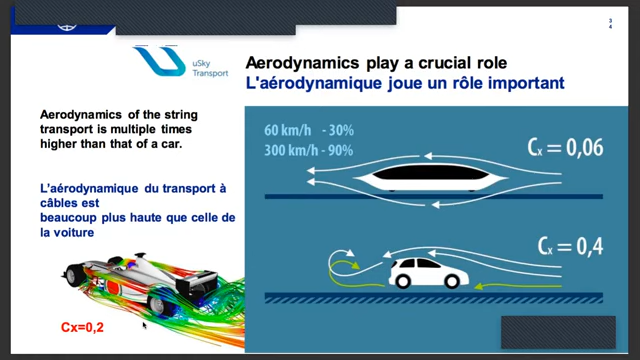 3
4
uSky
Transport
Aerodynamics play a crucial role
L'aérodynamique joue un rôle important
Aerodynamics of the string
transport is multiple times
higher than that of a car.
L'aérodynamique du transport à
câbles est
beaucoup plus haute que celle de
la voiture
Cx=0,2
60 km/h - 30%
300 km/h - 90%
Cx = 0,06
Cx = 0,4